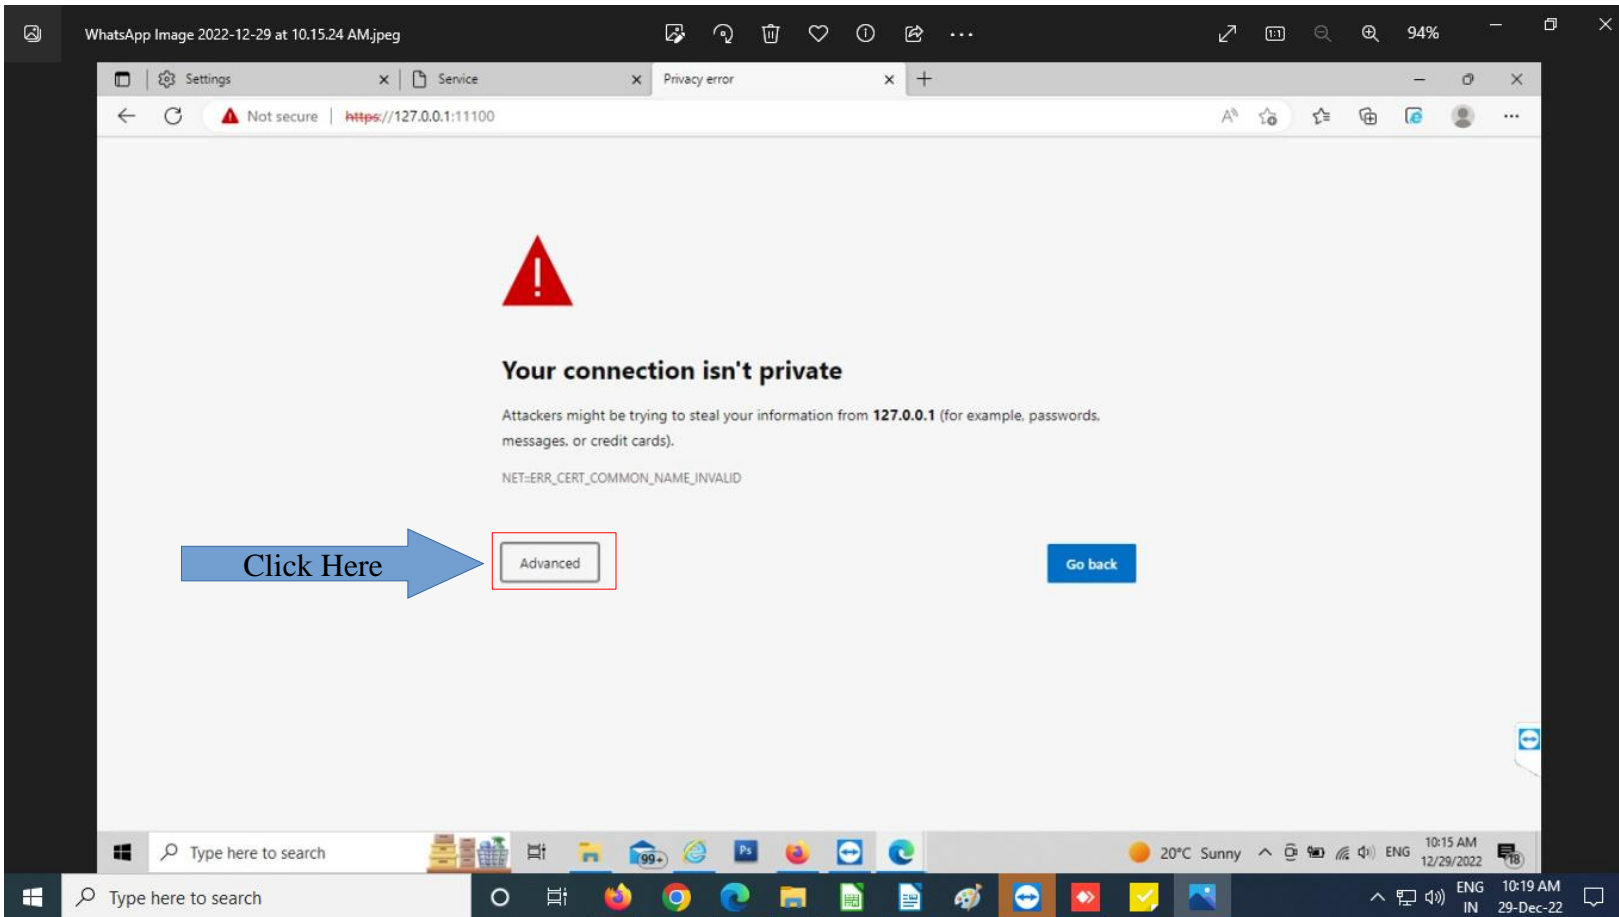 WhatsApp Image 2022-12-29 at 10.15.24 AM.jpeg
94%
Settings
Service
Privacy error
Not secure
https://127.0.0.1:11100
Your connection isn't private
Attackers might be trying to steal your information from 127.0.0.1 (for example, passwords,
messages, or credit cards).
NET::ERR_CERT_COMMON_NAME_INVALID
Click Here
Advanced
Go back
Type here to search
99+
Ps
20°C Sunny
ENG
10:15 AM
12/29/2022
18
Type here to search
ENG
IN
10:19 AM
29-Dec-22